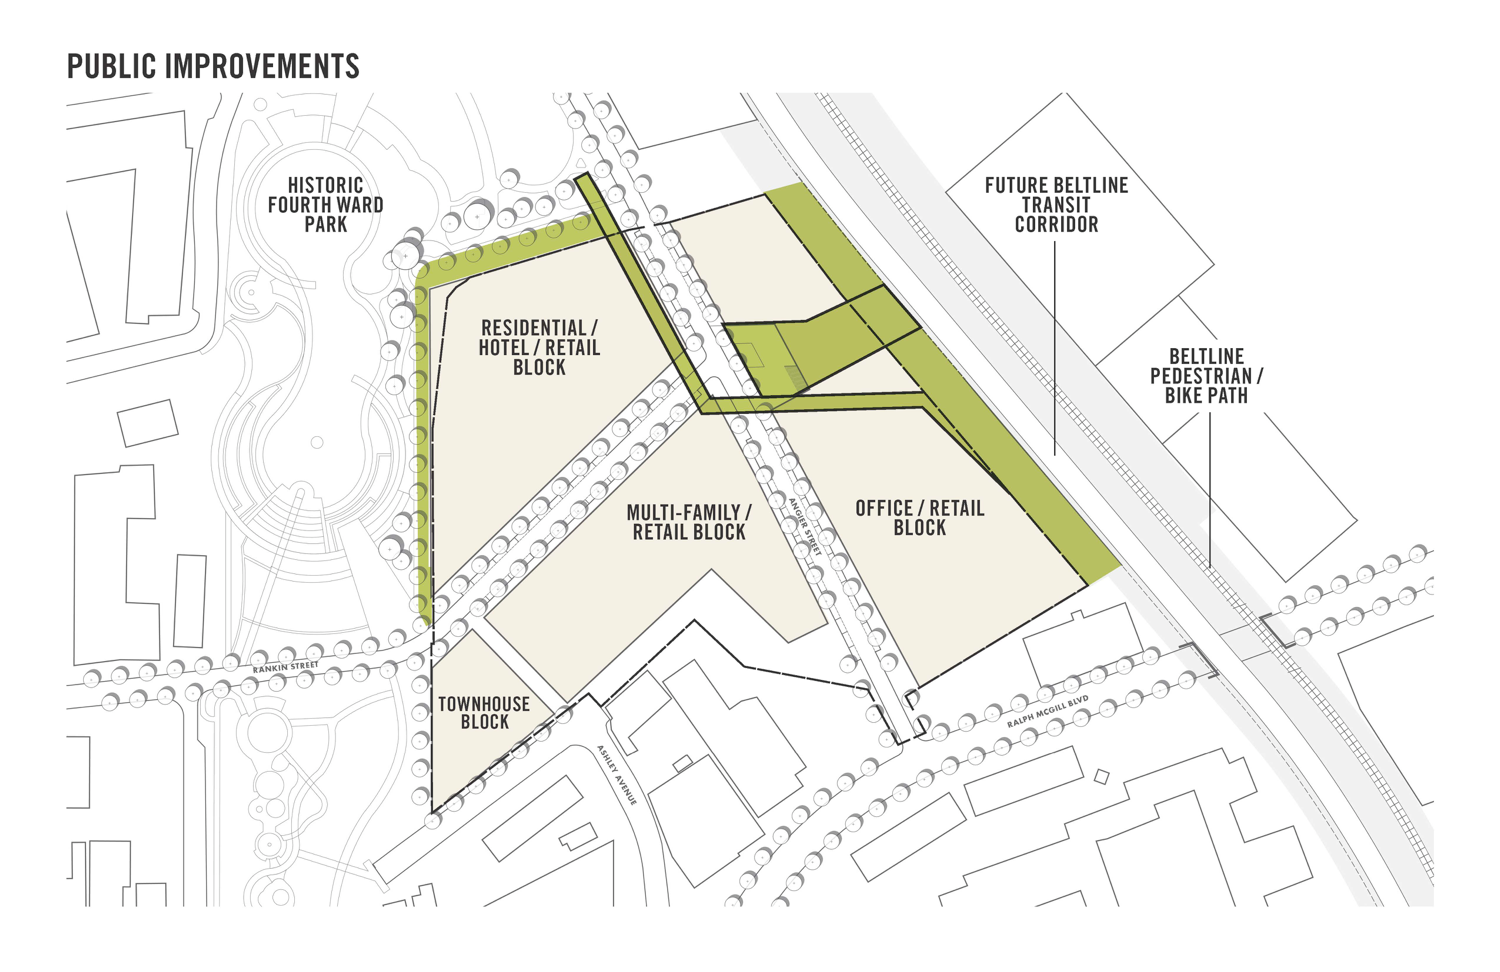 PUBLIC IMPROVEMENTS
HISTORIC
FOURTH WARD
PARK
FUTURE BELTLINE
TRANSIT
CORRIDOR
RESIDENTIAL /
HOTEL / RETAIL
BLOCK
BELTLINE
PEDESTRIAN /
BIKE PATH
MULTI-FAMILY /
RETAIL BLOCK
ANGIER STREET
OFFICE / RETAIL
BLOCK
RANKIN STREET
TOWNHOUSE
BLOCK
RALPH MCGILL BLVD
ASHLEY AVENUE